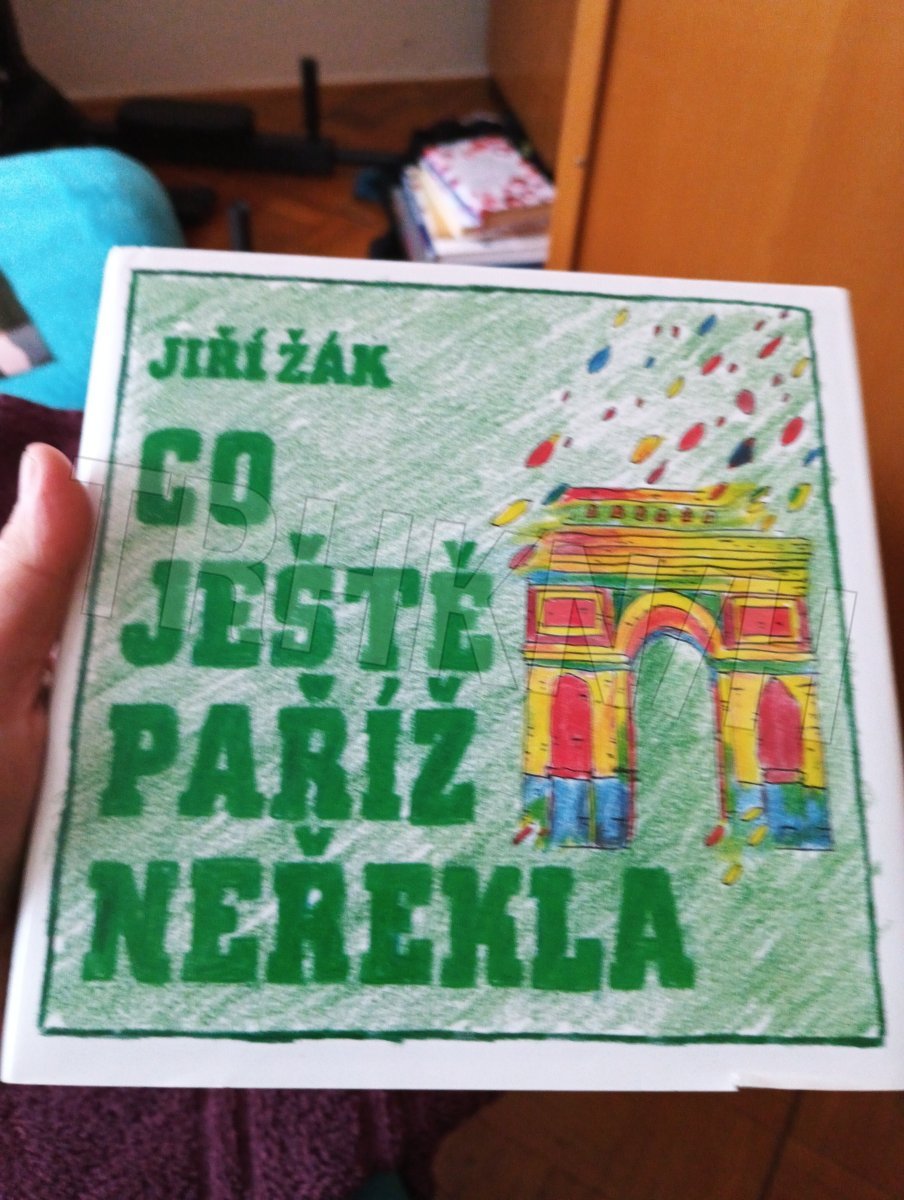 JIŘÍ ŽÁK
CO
JEŠTĚ
PAŘÍŽ
NEŘEKLA